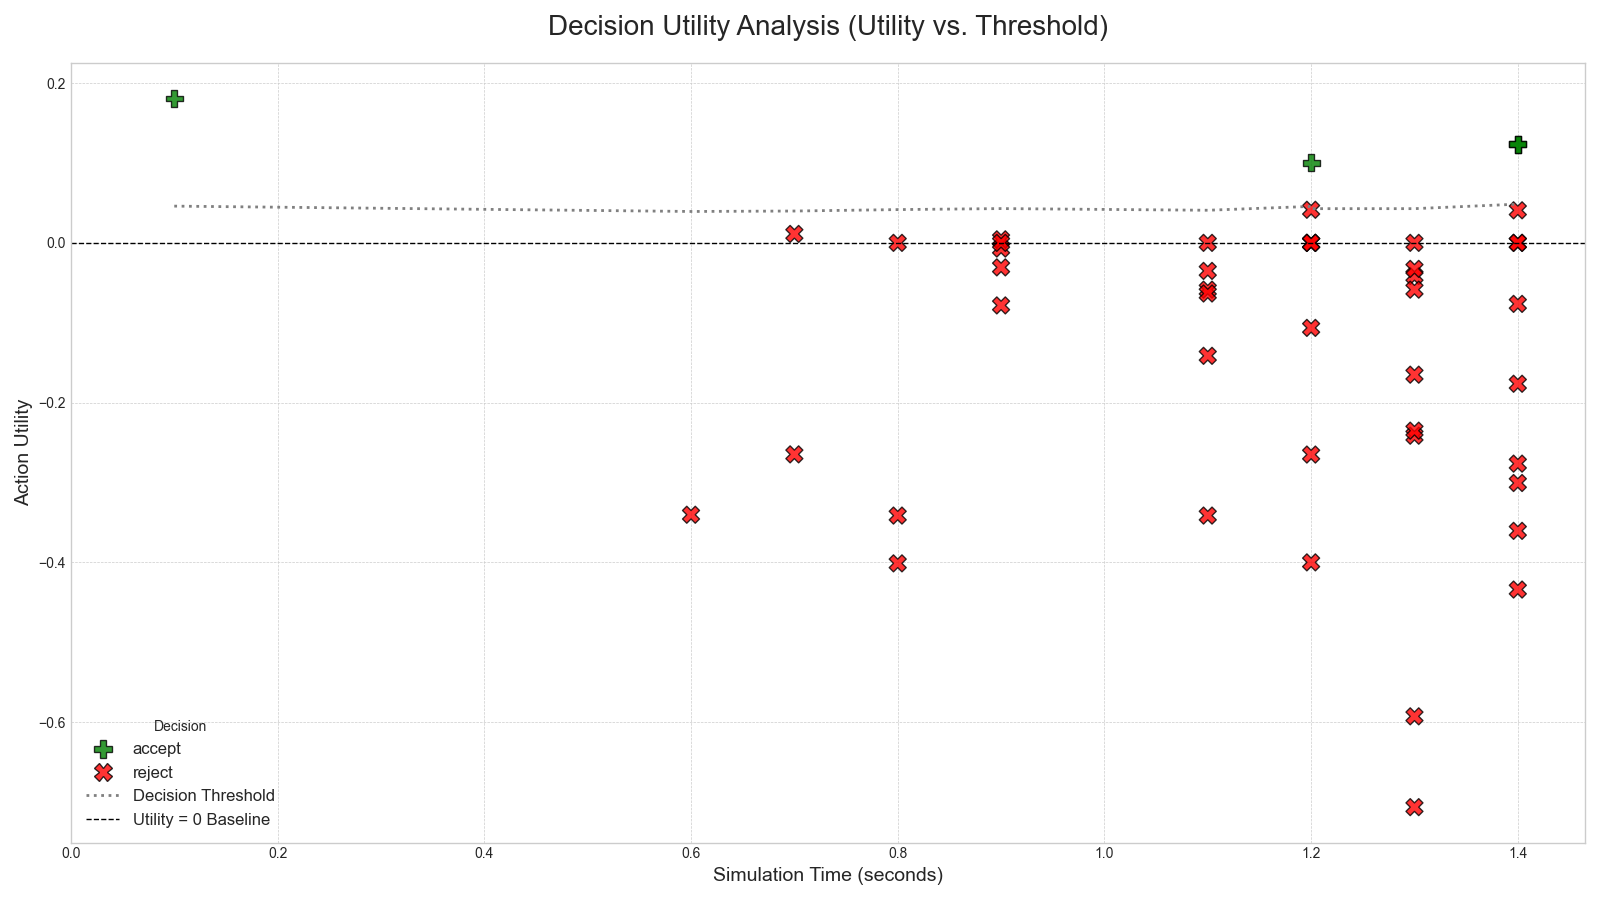 Decision Utility Analysis (Utility vs. Threshold)
Action Utility
0.2
0.0
−0.2
−0.4
−0.6
Decision
accept
reject
Decision Threshold
Utility = 0 Baseline
0.0 0.2 0.4 0.6 0.8 1.0 1.2 1.4
Simulation Time (seconds)